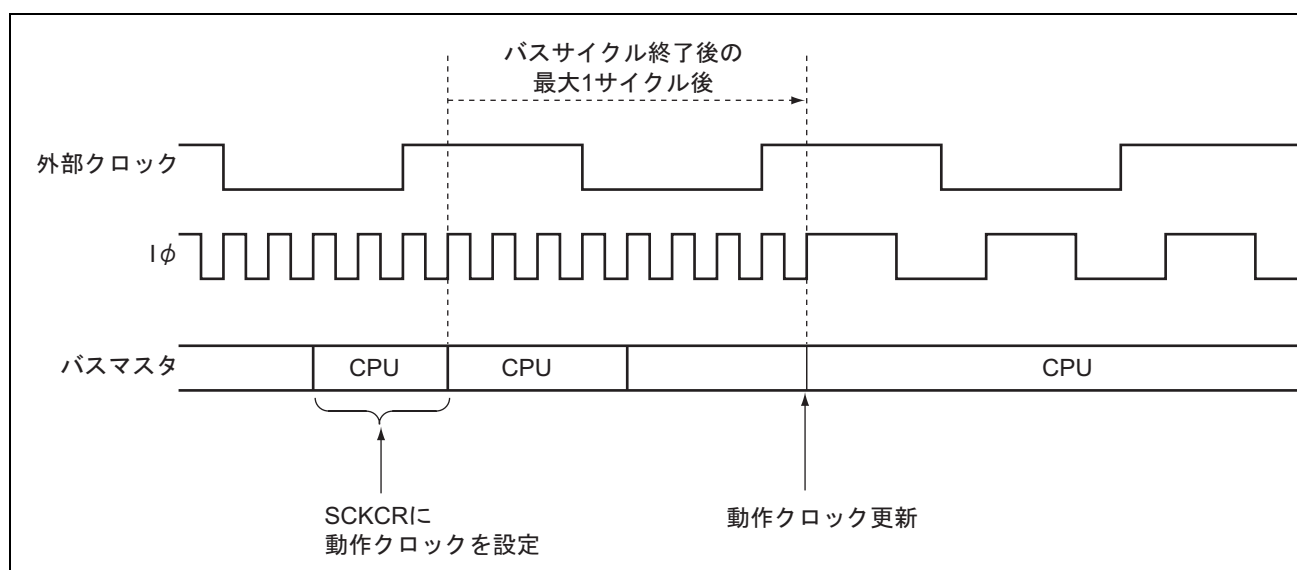 バスサイクル終了後の
最大1サイクル後
外部クロック
Iφ
バスマスタ
CPU
CPU
CPU
SCKCRに
動作クロックを設定
動作クロック更新